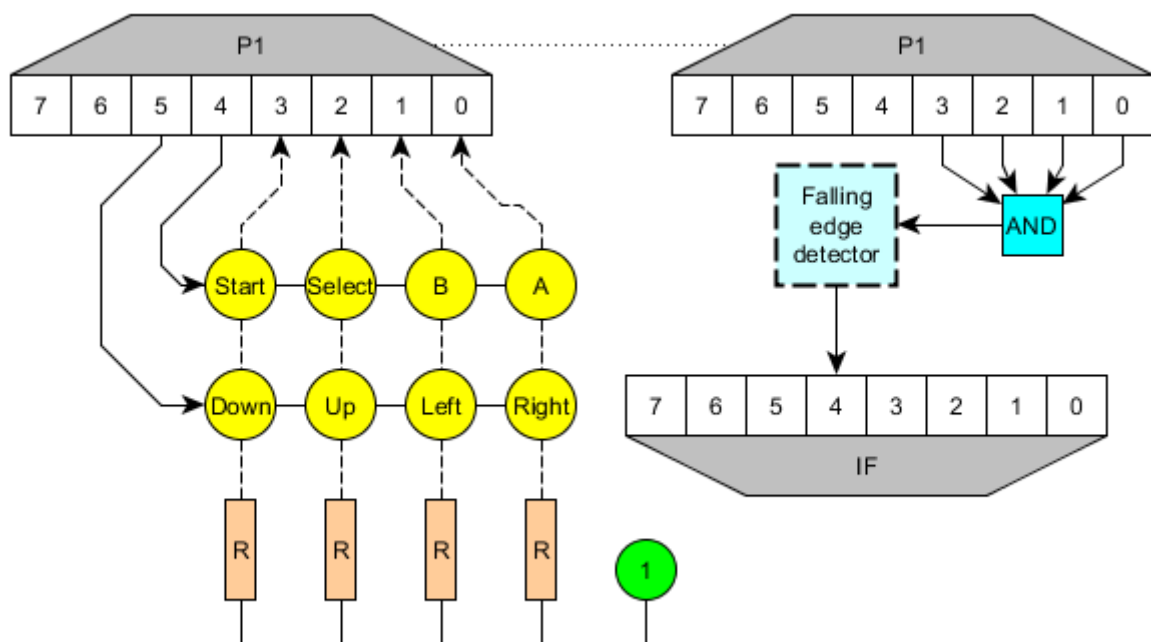 P1
7 6 5 4 3 2 1 0
P1
7 6 5 4 3 2 1 0
Start Select B A
Down Up Left Right
R R R R
1
Falling
edge
detector
AND
7 6 5 4 3 2 1 0
IF